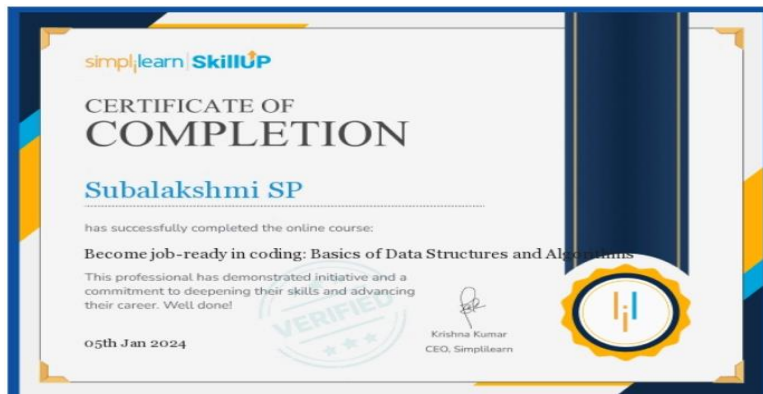 simplilearn | SkillUP
CERTIFICATE OF
COMPLETION
Subalakshmi SP
has successfully completed the online course:
Become job-ready in coding: Basics of Data Structures and Algorithms
This professional has demonstrated initiative and a
commitment to deepening their skills and advancing
their career. Well done!
VERIFIED
05th Jan 2024
Krishna Kumar
CEO, Simplilearn